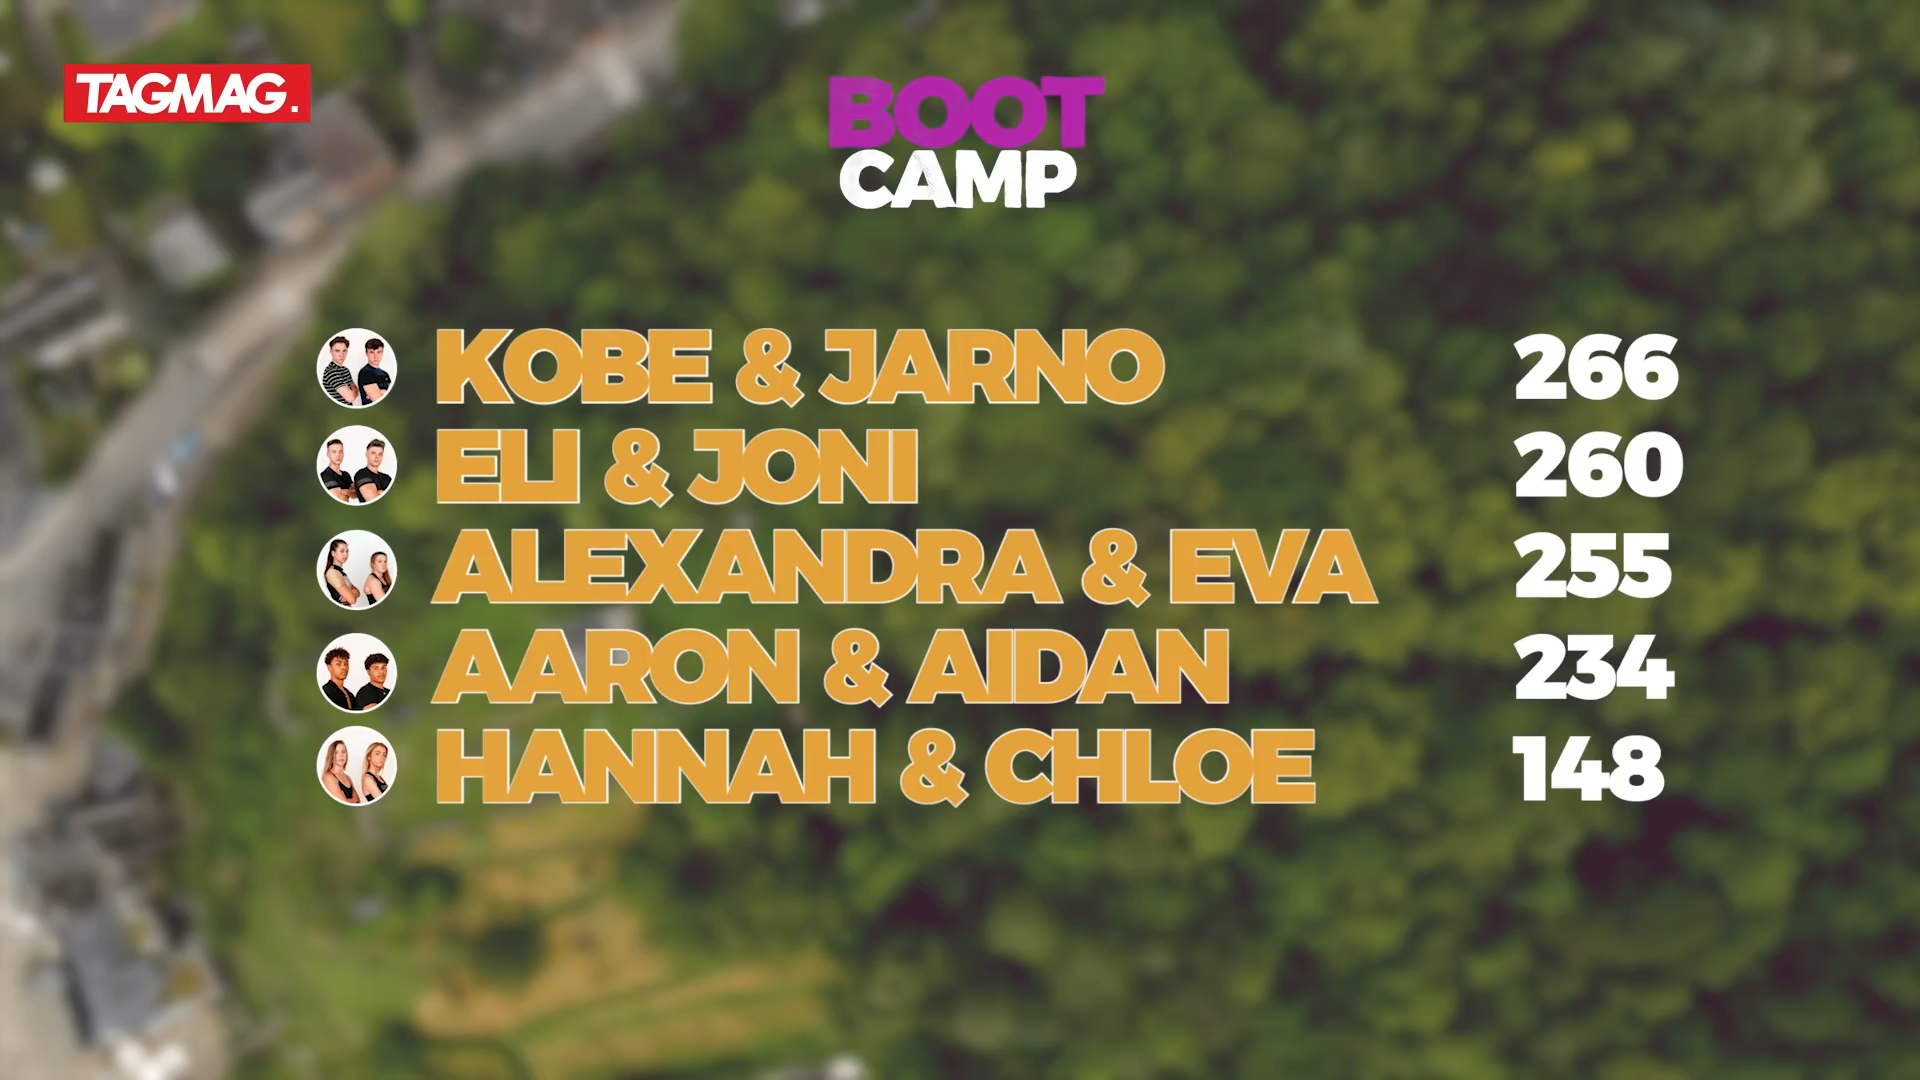 TAGMAG.
BOOT
CAMP
KOBE & JARNO 266
ELI & JONI 260
ALEXANDRA & EVA 255
AARON & AIDAN 234
HANNAH & CHLOE 148